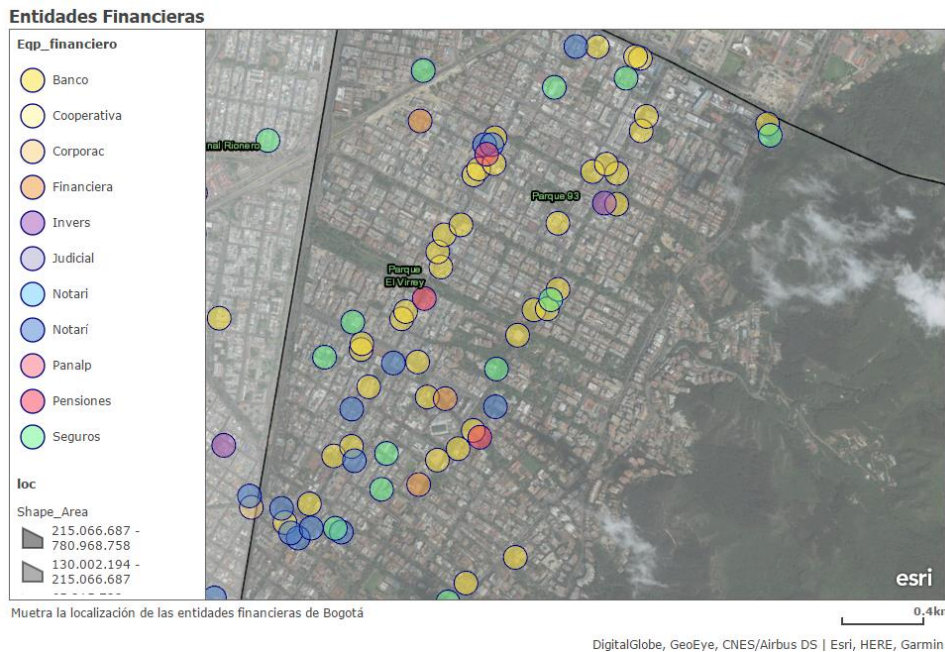 Entidades Financieras
Eqp_financiero
Banco
Cooperativa
Corporac
Financiera
Invers
Judicial
Notari
Notarí
Panalp
Pensiones
Seguros
loc
Shape_Area
215.066.687 -
780.968.758
130.002.194 -
215.066.687
nal Rionero
Parque 93
Parque
El Virrey
esri
Muetra la localización de las entidades financieras de Bogotá
0.4km
DigitalGlobe, GeoEye, CNES/Airbus DS | Esri, HERE, Garmin